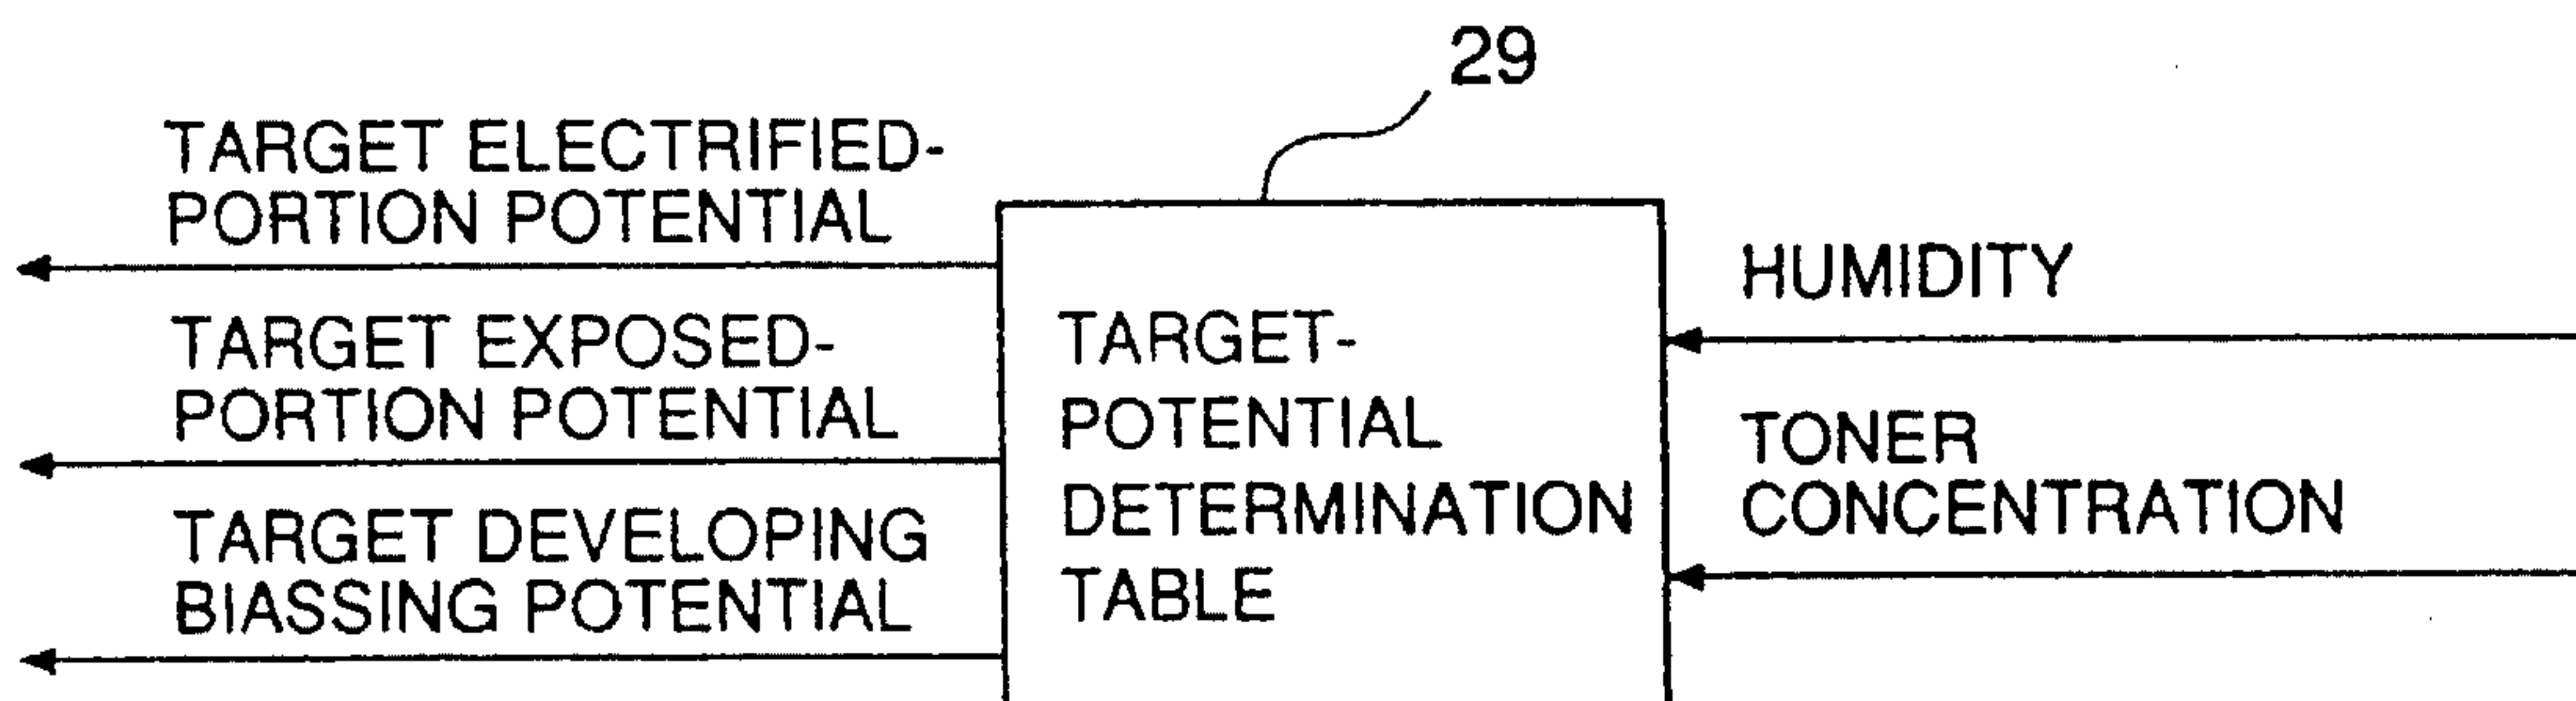 29
TARGET ELECTRIFIED-
PORTION POTENTIAL
TARGET EXPOSED-
PORTION POTENTIAL
TARGET DEVELOPING
BIASSING POTENTIAL
TARGET-
POTENTIAL
DETERMINATION
TABLE
HUMIDITY
TONER
CONCENTRATION